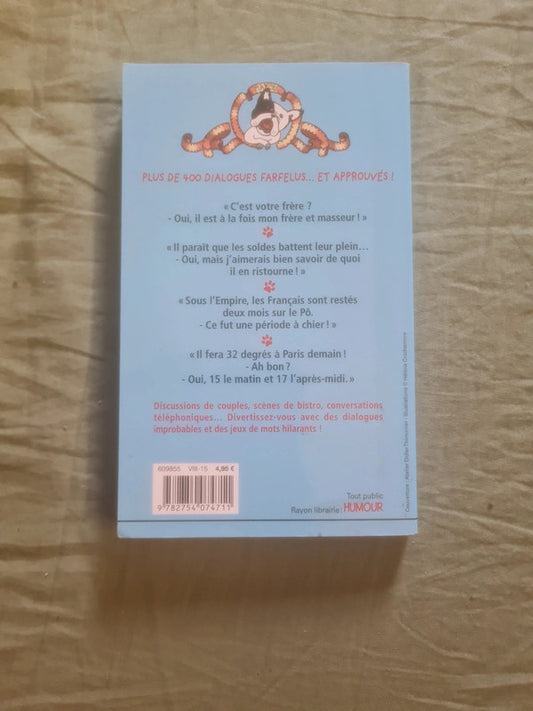 PLUS DE 400 DIALOGUES FARFELUS... ET APPROUVÉS !
« C'est votre frère ?
- Oui, il est à la fois mon frère et masseur ! »
« Il paraît que les soldes battent leur plein...
- Oui, mais j'aimerais bien savoir de quoi
il en ristourne ! »
« Sous l'Empire, les Français sont restés
deux mois sur le Pô.
- Ce fut une période à chier ! »
« Il fera 32 degrés à Paris demain !
- Ah bon ?
- Oui, 15 le matin et 17 l'après-midi. »
Discussions de couples, scènes de bistro, conversations
téléphoniques... Divertissez-vous avec des dialogues
improbables et des jeux de mots hilarants !
609855 VIII-15 4,95 €
9 782754 074711
Tout public
Rayon librairie : HUMOUR